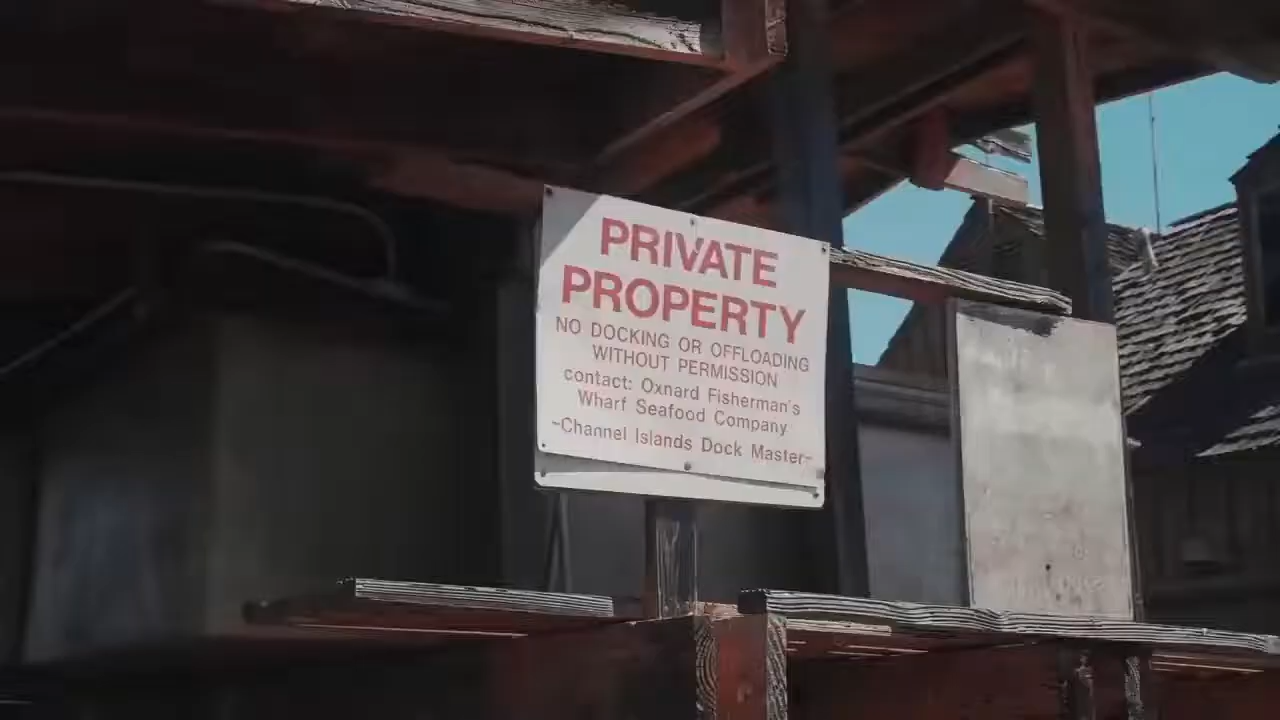 PRIVATE
PROPERTY
NO DOCKING OR OFFLOADING
WITHOUT PERMISSION
contact: Oxnard Fisherman's
Wharf Seafood Company
~Channel Islands Dock Master~